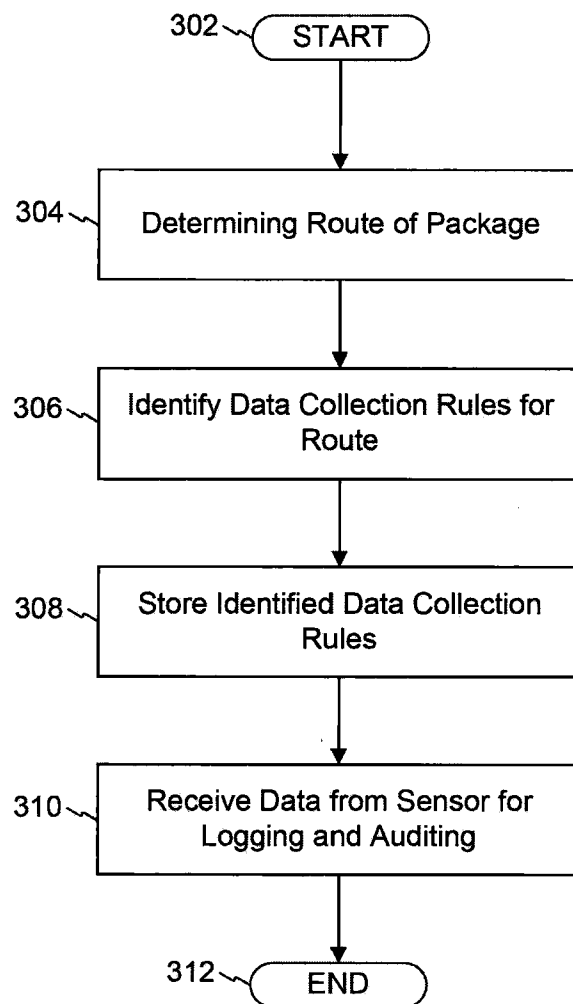 302
START
304
Determining Route of Package
306
Identify Data Collection Rules for
Route
308
Store Identified Data Collection
Rules
310
Receive Data from Sensor for
Logging and Auditing
312
END